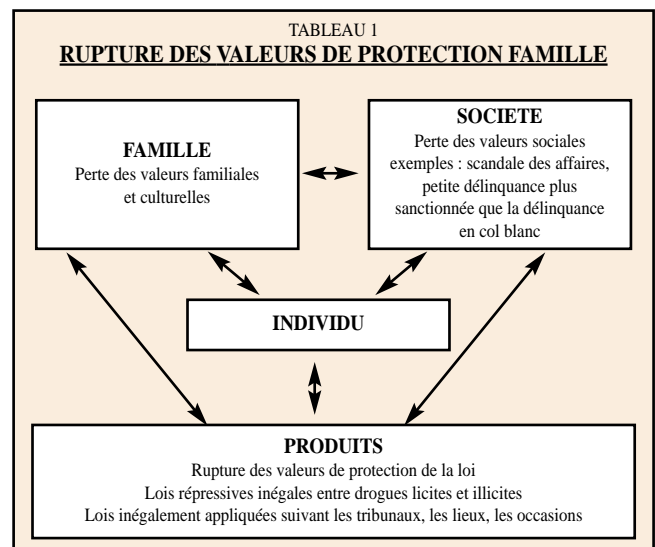 TABLEAU 1
RUPTURE DES VALEURS DE PROTECTION FAMILLE
FAMILLE
Perte des valeurs familiales
et culturelles
SOCIETE
Perte des valeurs sociales
exemples : scandale des affaires,
petite délinquance plus
sanctionnée que la délinquance
en col blanc
INDIVIDU
PRODUITS
Rupture des valeurs de protection de la loi
Lois répressives inégales entre drogues licites et illicites
Lois inégalement appliquées suivant les tribunaux, les lieux, les occasions